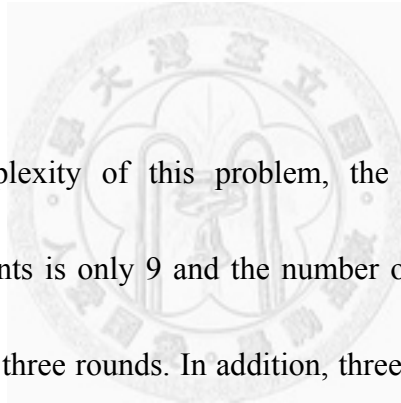 plexity of this problem, the
nts is only 9 and the number o
three rounds. In addition, three